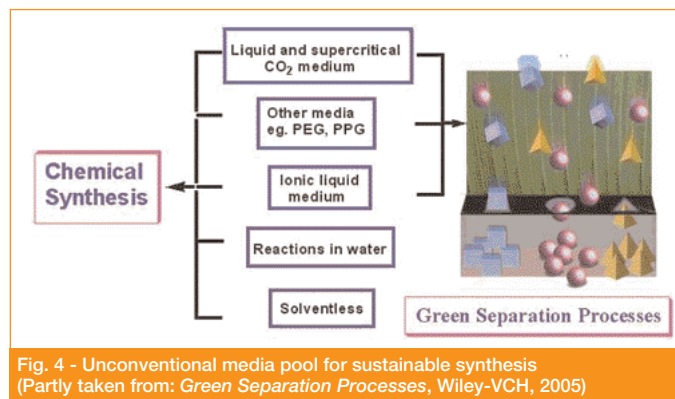 Liquid and supercritical
CO₂ medium
Other media
eg. PEG, PPG
Chemical
Synthesis
Ionic liquid
medium
Reactions in water
Solventless
Green Separation Processes
Fig. 4 - Unconventional media pool for sustainable synthesis
(Partly taken from: Green Separation Processes, Wiley-VCH, 2005)